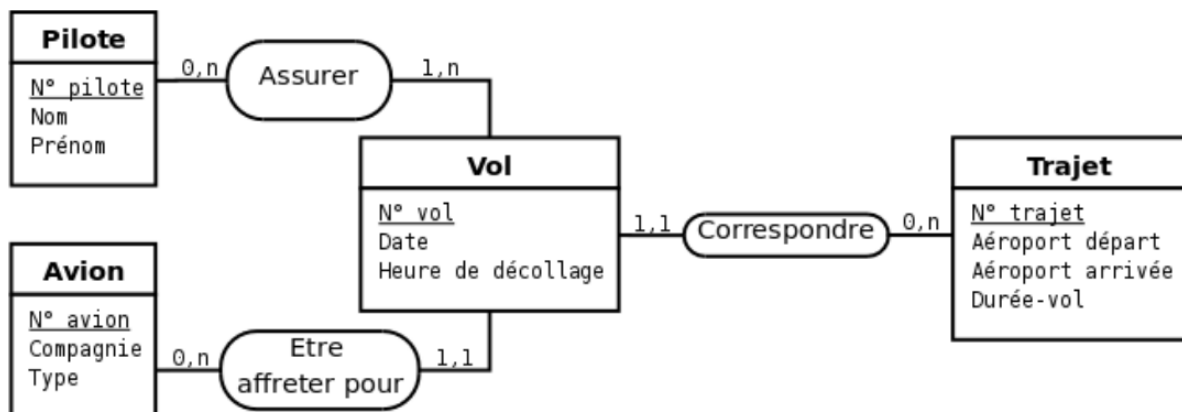 Pilote
N° pilote
Nom
Prénom
0,n
Assurer
1,n
Vol
N° vol
Date
Heure de décollage
1,1
Correspondre
0,n
Trajet
N° trajet
Aéroport départ
Aéroport arrivée
Durée-vol
Avion
N° avion
Compagnie
Type
0,n
Etre
affreter pour
1,1